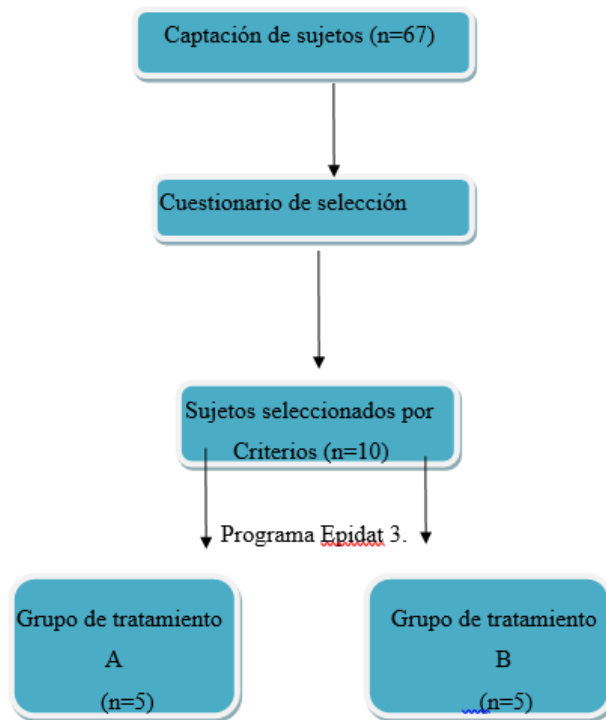 Captación de sujetos (n=67)
Cuestionario de selección
Sujetos seleccionados por
Criterios (n=10)
Programa Epidat 3.
Grupo de tratamiento
A
(n=5)
Grupo de tratamiento
B
(n=5)